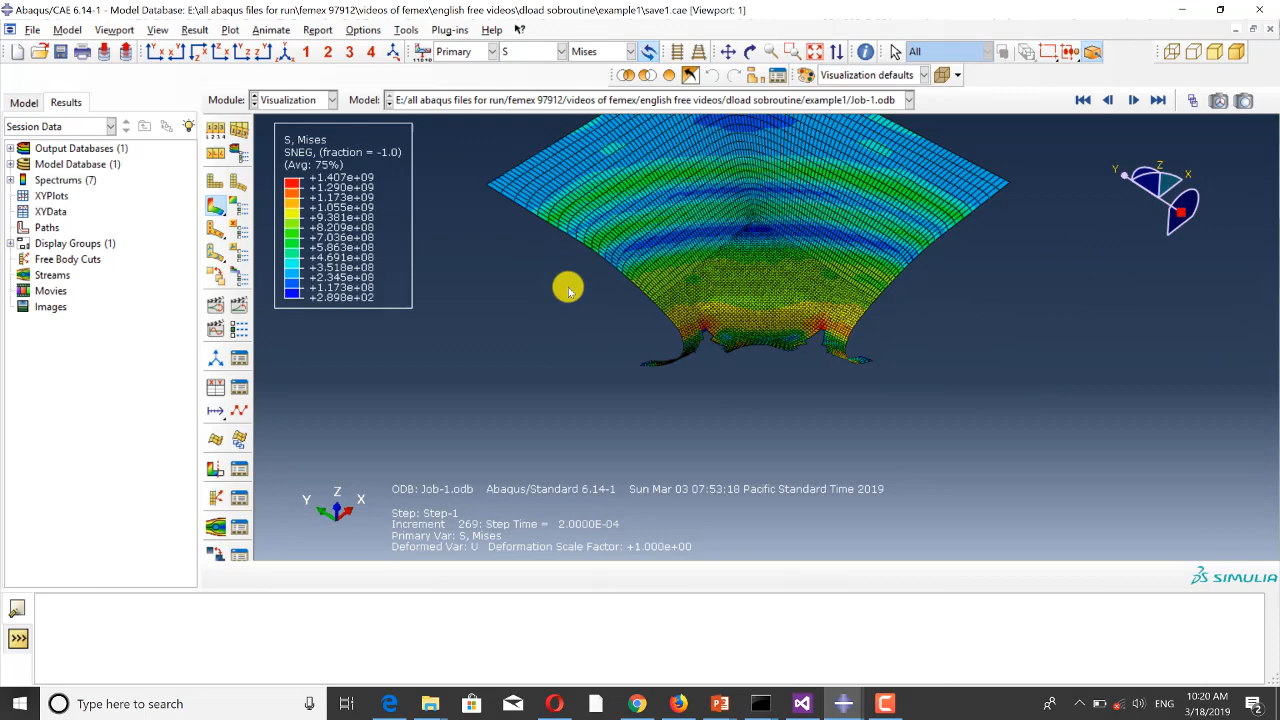 Abaqus/CAE 6.14-1 - Model Database: E:\all abaqus files for run\femex 97912\videos of femex\english free videos\dload sobroutine\example1\save1.cae [Viewport: 1]
File Model Viewport View Result Plot Animate Report Options Tools Plug-ins Help
1 2 3 4 Primary S Mises All
Visualization defaults
Model Results Module: Visualization Model: E:/all abaqus files for run/femex 97912/videos of femex/english free videos/dload sobroutine/example1/Job-1.odb
Session Data
Output Databases (1)
Model Database (1)
Spectrums (7)
XYPlots
XYData
Paths
Display Groups (1)
Free Body Cuts
Streams
Movies
Images
S, Mises
SNEG, (fraction = -1.0)
(Avg: 75%)
+1.407e+09
+1.290e+09
+1.173e+09
+1.055e+09
+9.381e+08
+8.209e+08
+7.036e+08
+5.863e+08
+4.691e+08
+3.518e+08
+2.345e+08
+1.173e+08
+2.898e+02
Y Z X
Y Z X
ODB: Job-1.odb Abaqus/Standard 6.14-1 Sun Mar 03 07:53:18 Pacific Standard Time 2019
Step: Step-1
Increment 269: Step Time = 2.0000E-04
Primary Var: S, Mises
Deformed Var: U Deformation Scale Factor: +1.000e+00
SIMULIA
>>>
Type here to search
ENG
10:20 AM
3/18/2019
2